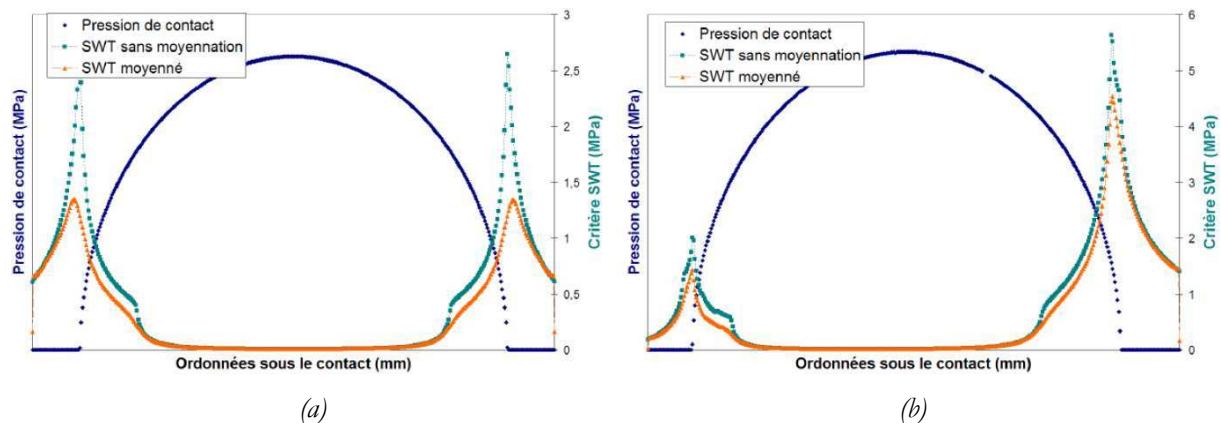 Pression de contact
SWT sans moyennation
SWT moyenné
Pression de contact (MPa)
3
2,5
2
1,5
1
0,5
0
Critère SWT (MPa)
Ordonnées sous le contact (mm)
(a)
Pression de contact
SWT sans moyennation
SWT moyenné
Pression de contact (MPa)
6
5
4
3
2
1
0
Critère SWT (MPa)
Ordonnées sous le contact (mm)
(b)